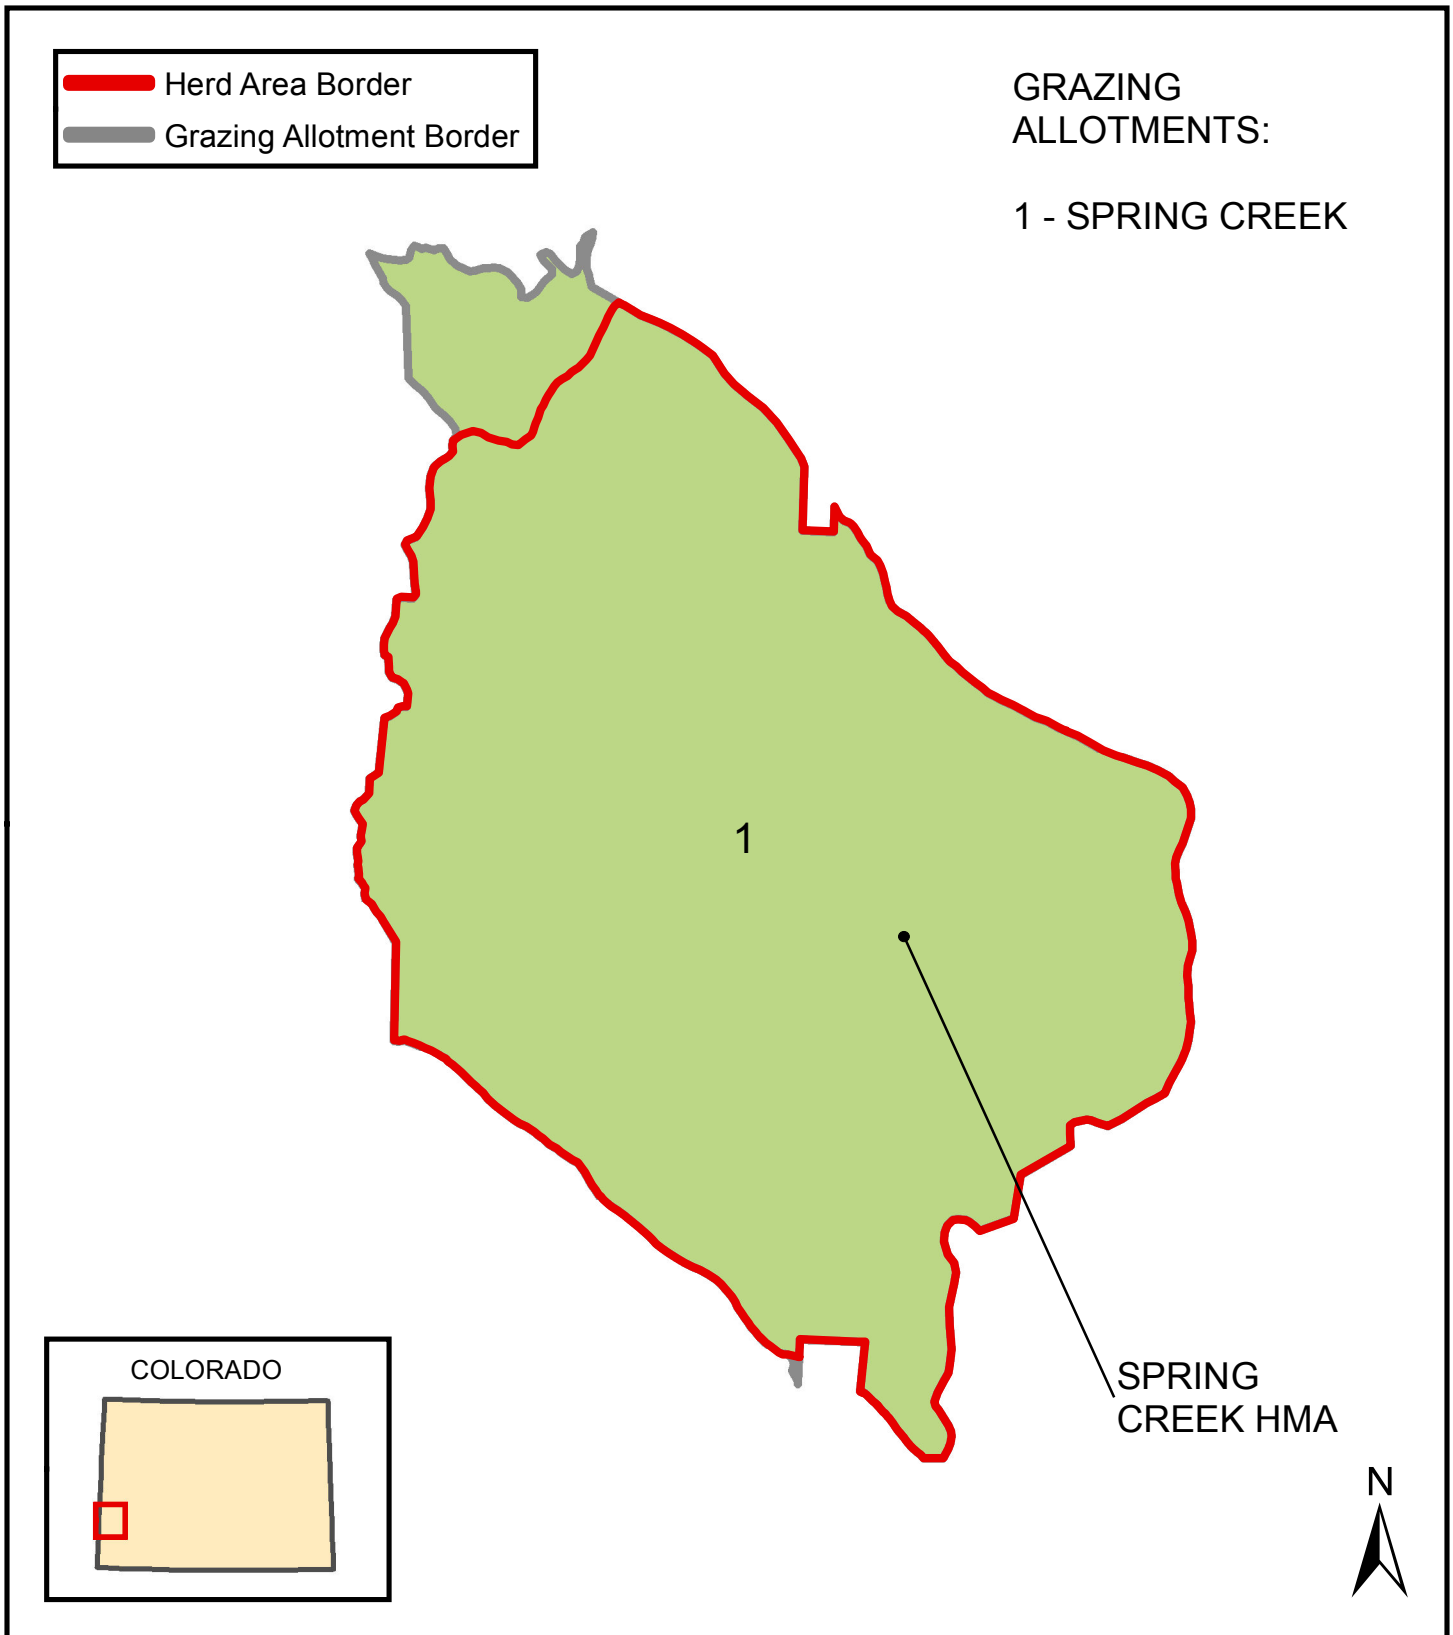 Herd Area Border
Grazing Allotment Border
GRAZING
ALLOTMENTS:
1 - SPRING CREEK
1
SPRING
CREEK HMA
COLORADO
N